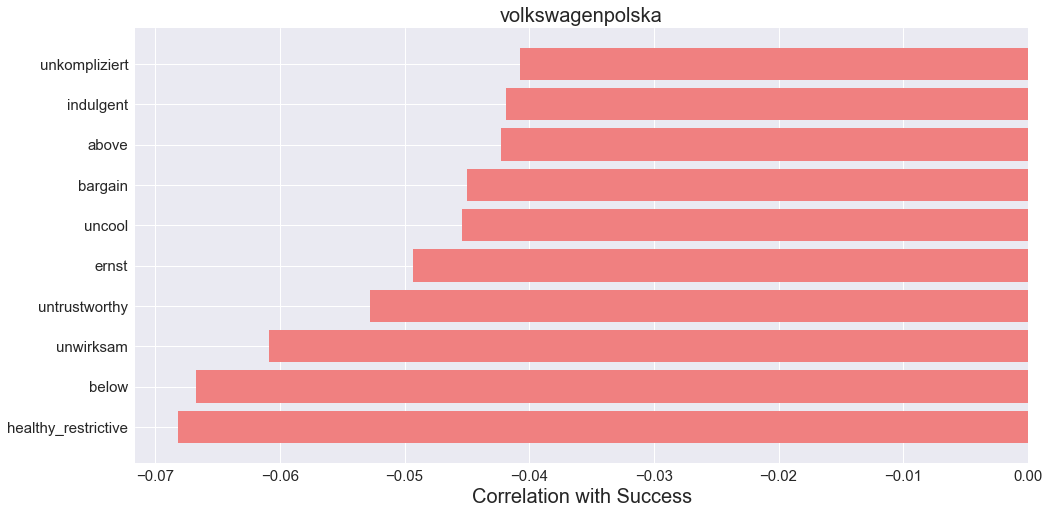 volkswagenpolska
unkompliziert
indulgent
above
bargain
uncool
ernst
untrustworthy
unwirksam
below
healthy_restrictive
−0.07 −0.06 −0.05 −0.04 −0.03 −0.02 −0.01 0.00
Correlation with Success